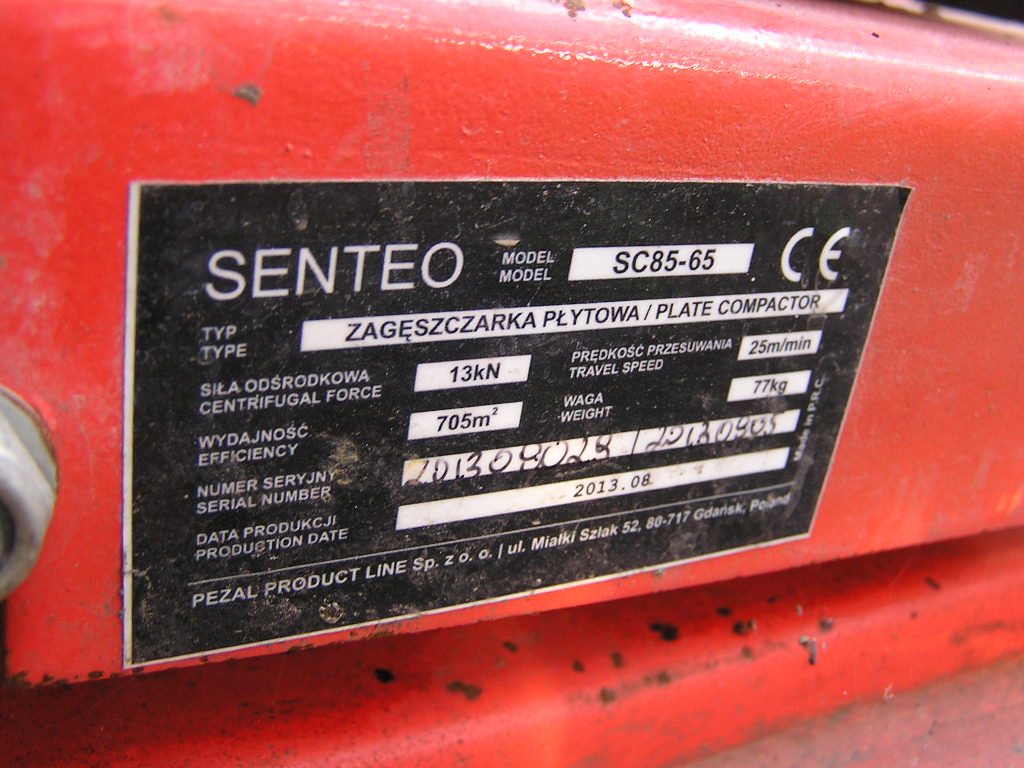 SENTEO
MODEL
MODEL
SC85-65
CE
TYP
TYPE
ZAGĘSZCZARKA PŁYTOWA / PLATE COMPACTOR
SIŁA ODŚRODKOWA
CENTRIFUGAL FORCE
13kN
PRĘDKOŚĆ PRZESUWANIA
TRAVEL SPEED
25m/min
WYDAJNOŚĆ
EFFICIENCY
705m²
WAGA
WEIGHT
77kg
NUMER SERYJNY
SERIAL NUMBER
DATA PRODUKCJI
PRODUCTION DATE
2013.08
Made in P.R.C.
PEZAL PRODUCT LINE Sp. z o. o. | ul. Miałki Szlak 52, 80-717 Gdańsk, Poland